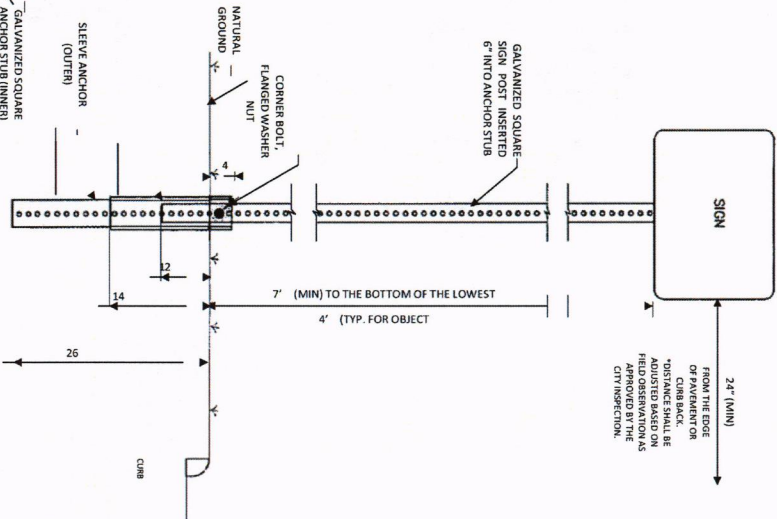 SIGN
24" (MIN)
FROM THE EDGE
OF PAVEMENT OR
CURB BACK.
*DISTANCE SHALL BE
ADJUSTED BASED ON
FIELD OBSERVATION AS
APPROVED BY THE
CITY INSPECTION.
GALVANIZED SQUARE
SIGN POST INSERTED
6" INTO ANCHOR STUB
7' (MIN) TO THE BOTTOM OF THE LOWEST
4' (TYP. FOR OBJECT
CORNER BOLT,
FLANGED WASHER
NUT
NATURAL
GROUND
4
12
14
26
CURB
SLEEVE ANCHOR
(OUTER)
GALVANIZED SQUARE
ANCHOR STUB (INNER)